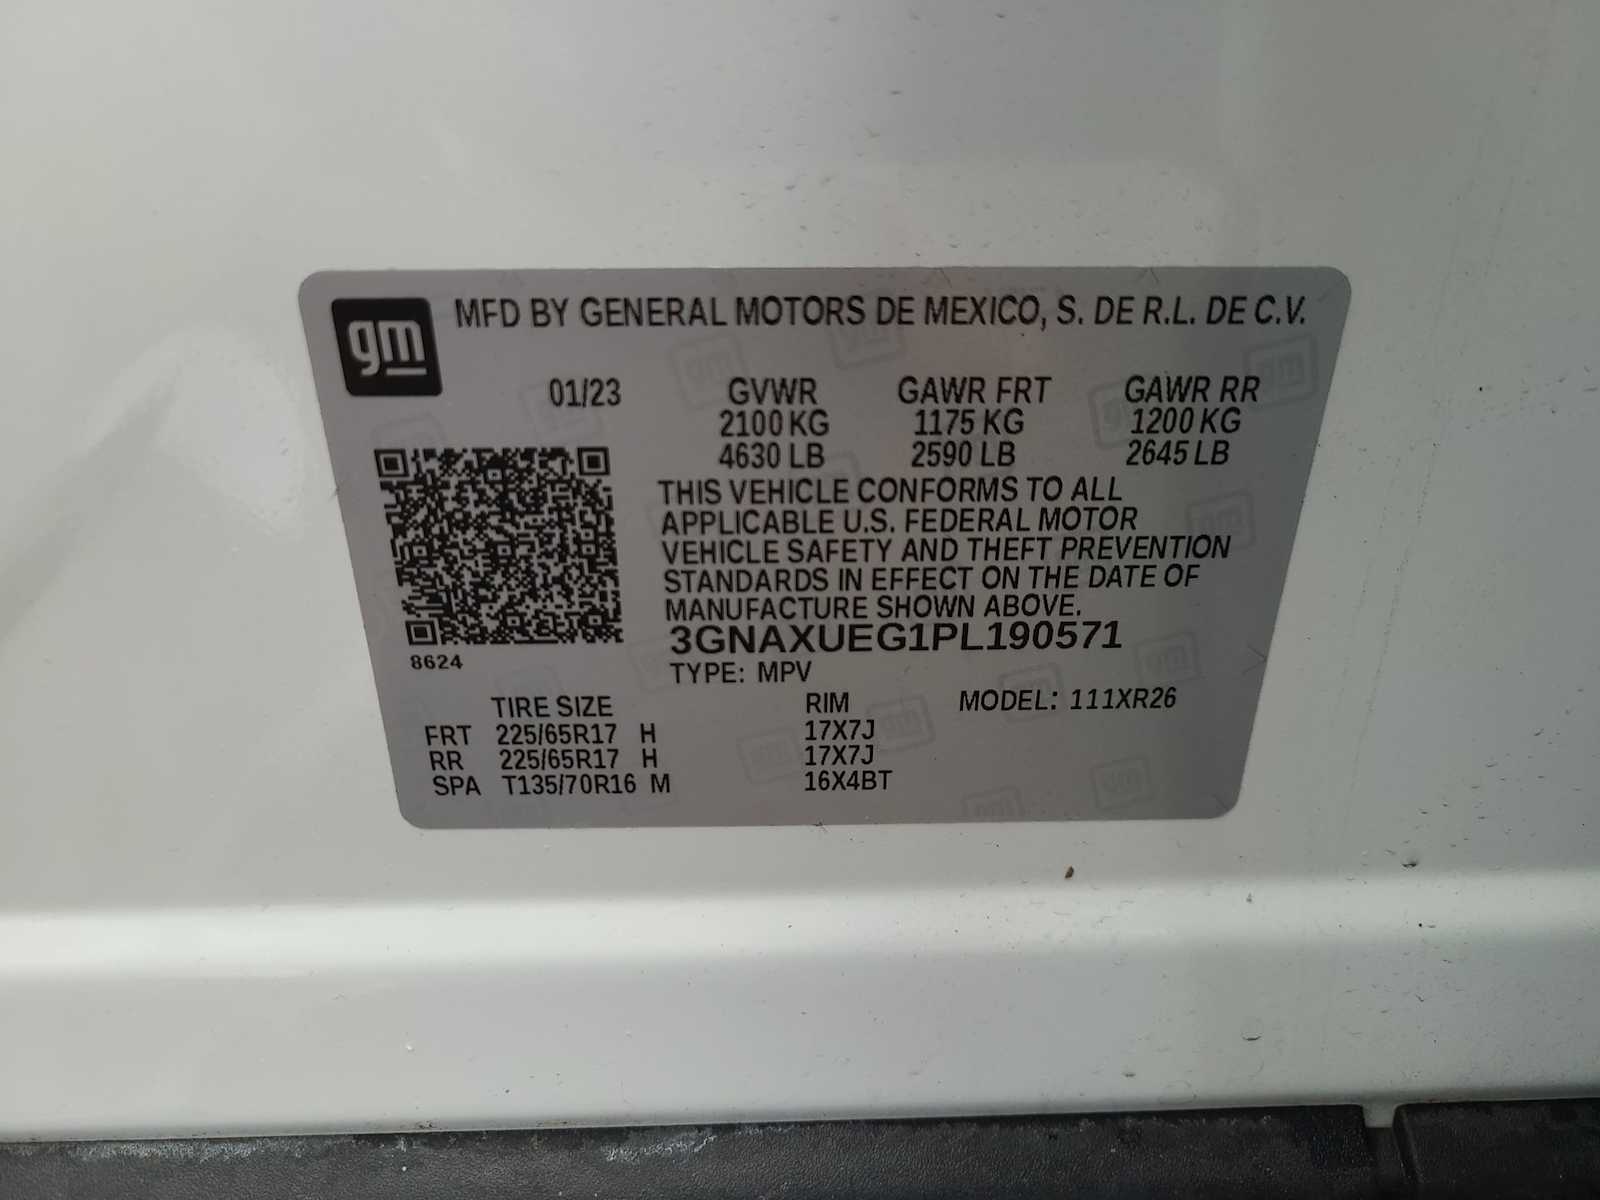 gm MFD BY GENERAL MOTORS DE MEXICO, S. DE R.L. DE C.V.
01/23 GVWR GAWR FRT GAWR RR
2100 KG 1175 KG 1200 KG
4630 LB 2590 LB 2645 LB
THIS VEHICLE CONFORMS TO ALL
APPLICABLE U.S. FEDERAL MOTOR
VEHICLE SAFETY AND THEFT PREVENTION
STANDARDS IN EFFECT ON THE DATE OF
MANUFACTURE SHOWN ABOVE.
3GNAXUEG1PL190571
8624
TYPE: MPV
TIRE SIZE RIM MODEL: 111XR26
FRT 225/65R17 H 17X7J
RR 225/65R17 H 17X7J
SPA T135/70R16 M 16X4BT